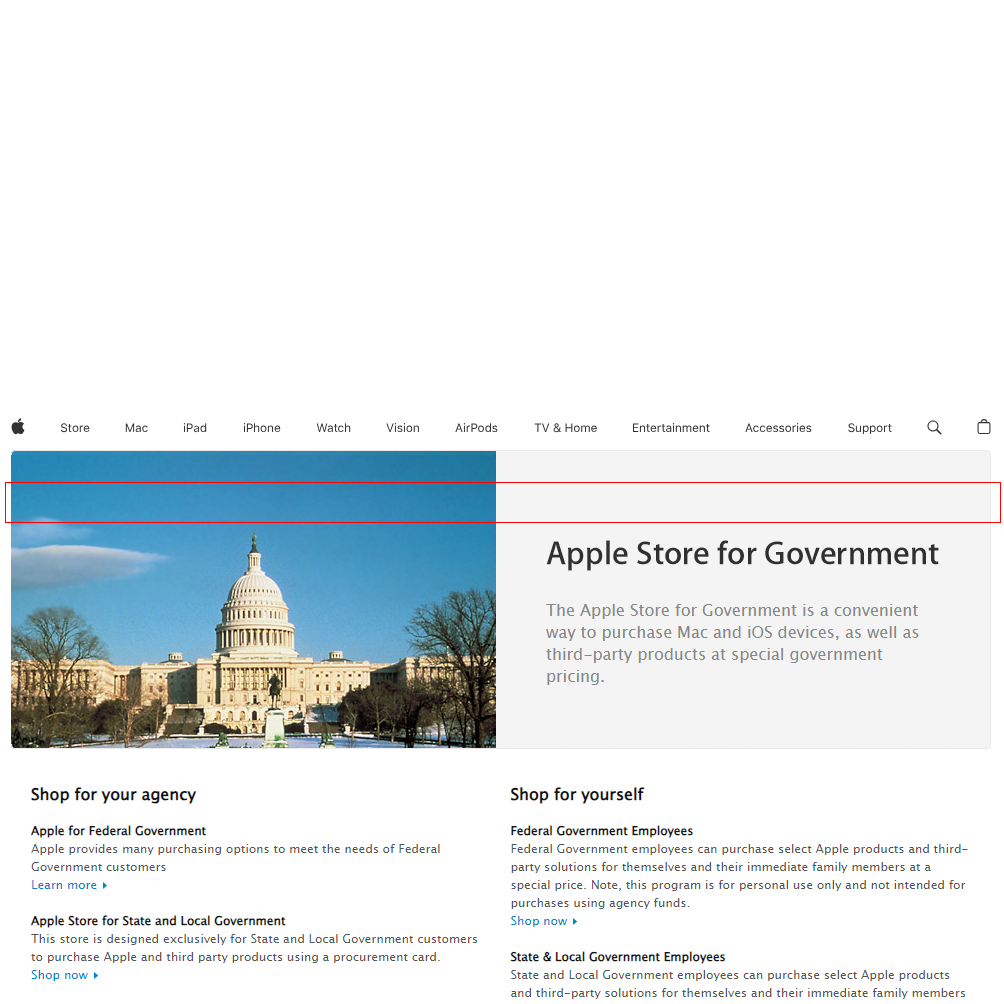 Store Mac iPad iPhone Watch Vision AirPods TV & Home Entertainment Accessories Support
Apple Store for Government
The Apple Store for Government is a convenient
way to purchase Mac and iOS devices, as well as
third-party products at special government
pricing.
Shop for your agency
Apple for Federal Government
Apple provides many purchasing options to meet the needs of Federal
Government customers
Learn more
Apple Store for State and Local Government
This store is designed exclusively for State and Local Government customers
to purchase Apple and third party products using a procurement card.
Shop now
Shop for yourself
Federal Government Employees
Federal Government employees can purchase select Apple products and third-
party solutions for themselves and their immediate family members at a
special price. Note, this program is for personal use only and not intended for
purchases using agency funds.
Shop now
State & Local Government Employees
State and Local Government employees can purchase select Apple products
and third-party solutions for themselves and their immediate family members